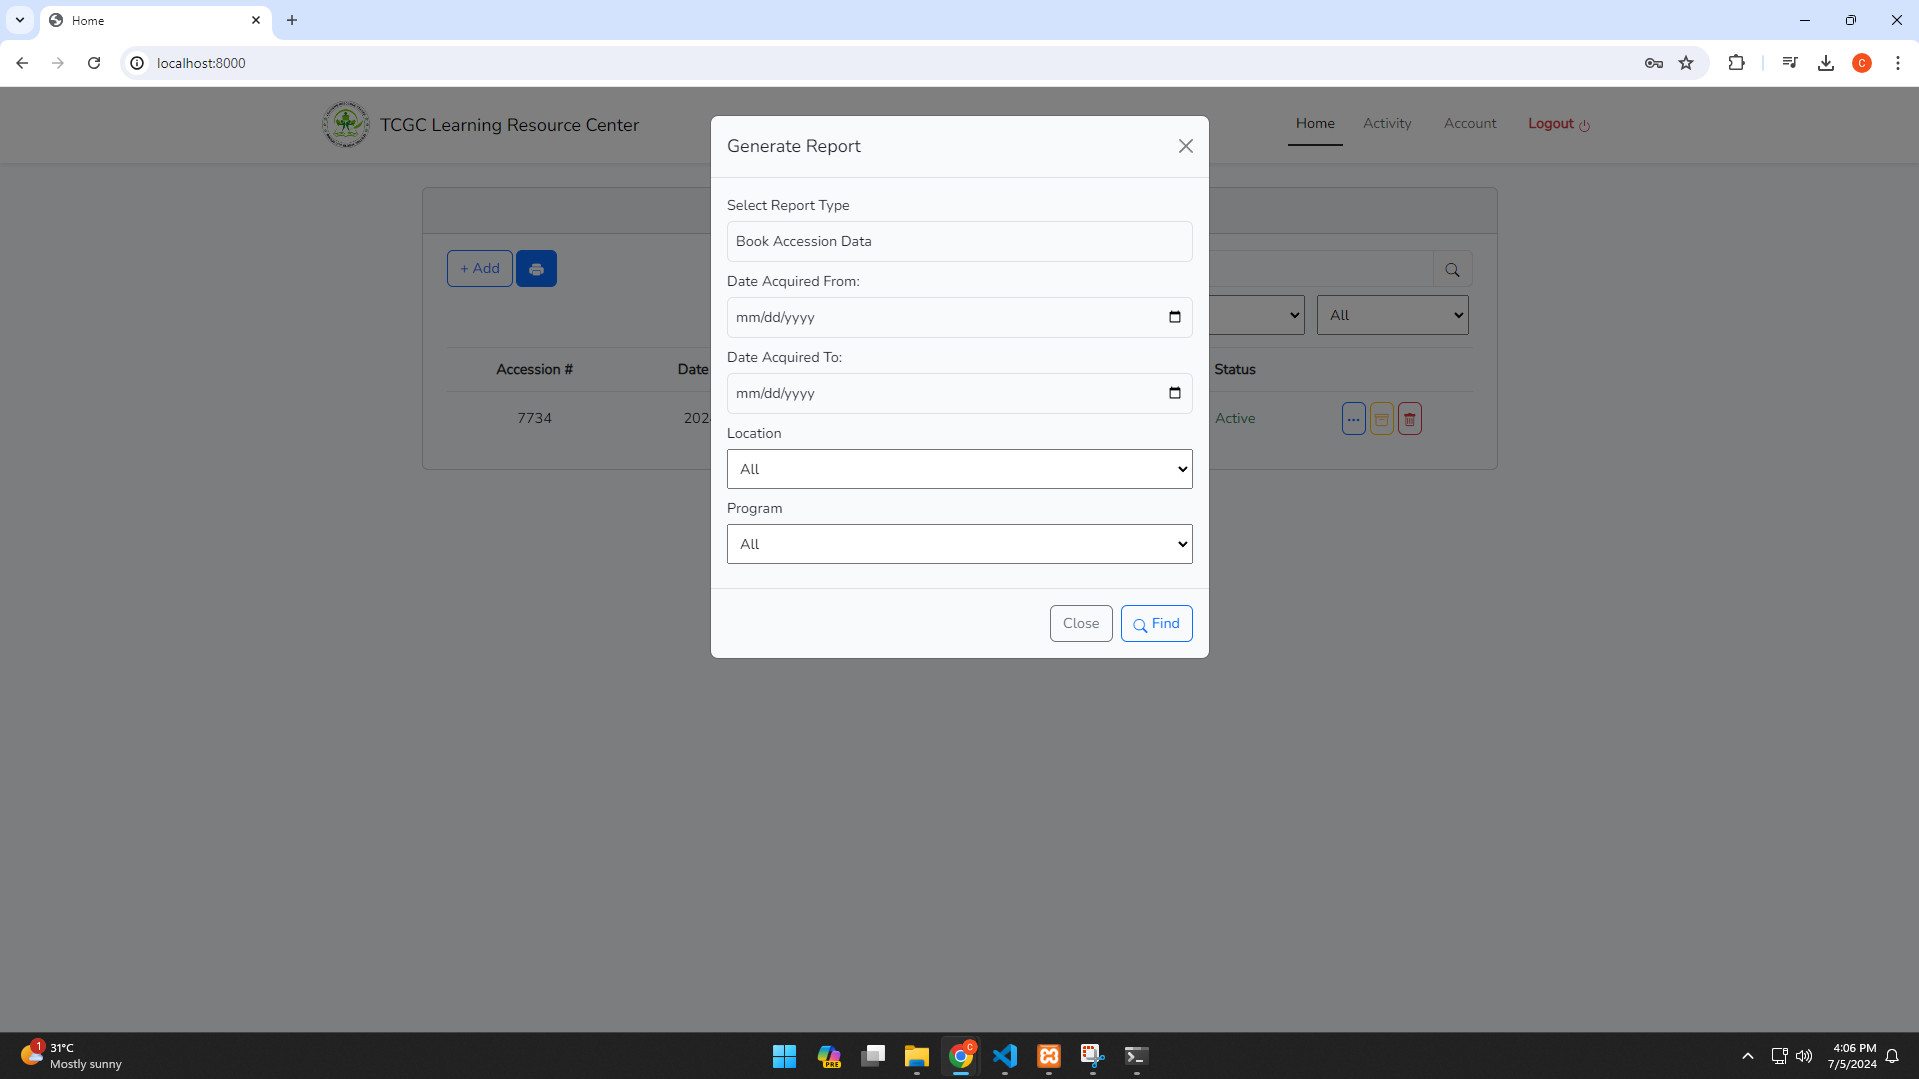 Home
localhost:8000
C
TCGC Learning Resource Center
Home
Activity
Account
Logout
Generate Report
Select Report Type
Book Accession Data
Date Acquired From:
mm/dd/yyyy
Date Acquired To:
mm/dd/yyyy
Location
All
Program
All
Close
Find
+ Add
All
Accession #
Date
Status
7734
202
Active
1
31°C
Mostly sunny
PRE
C
4:06 PM
7/5/2024